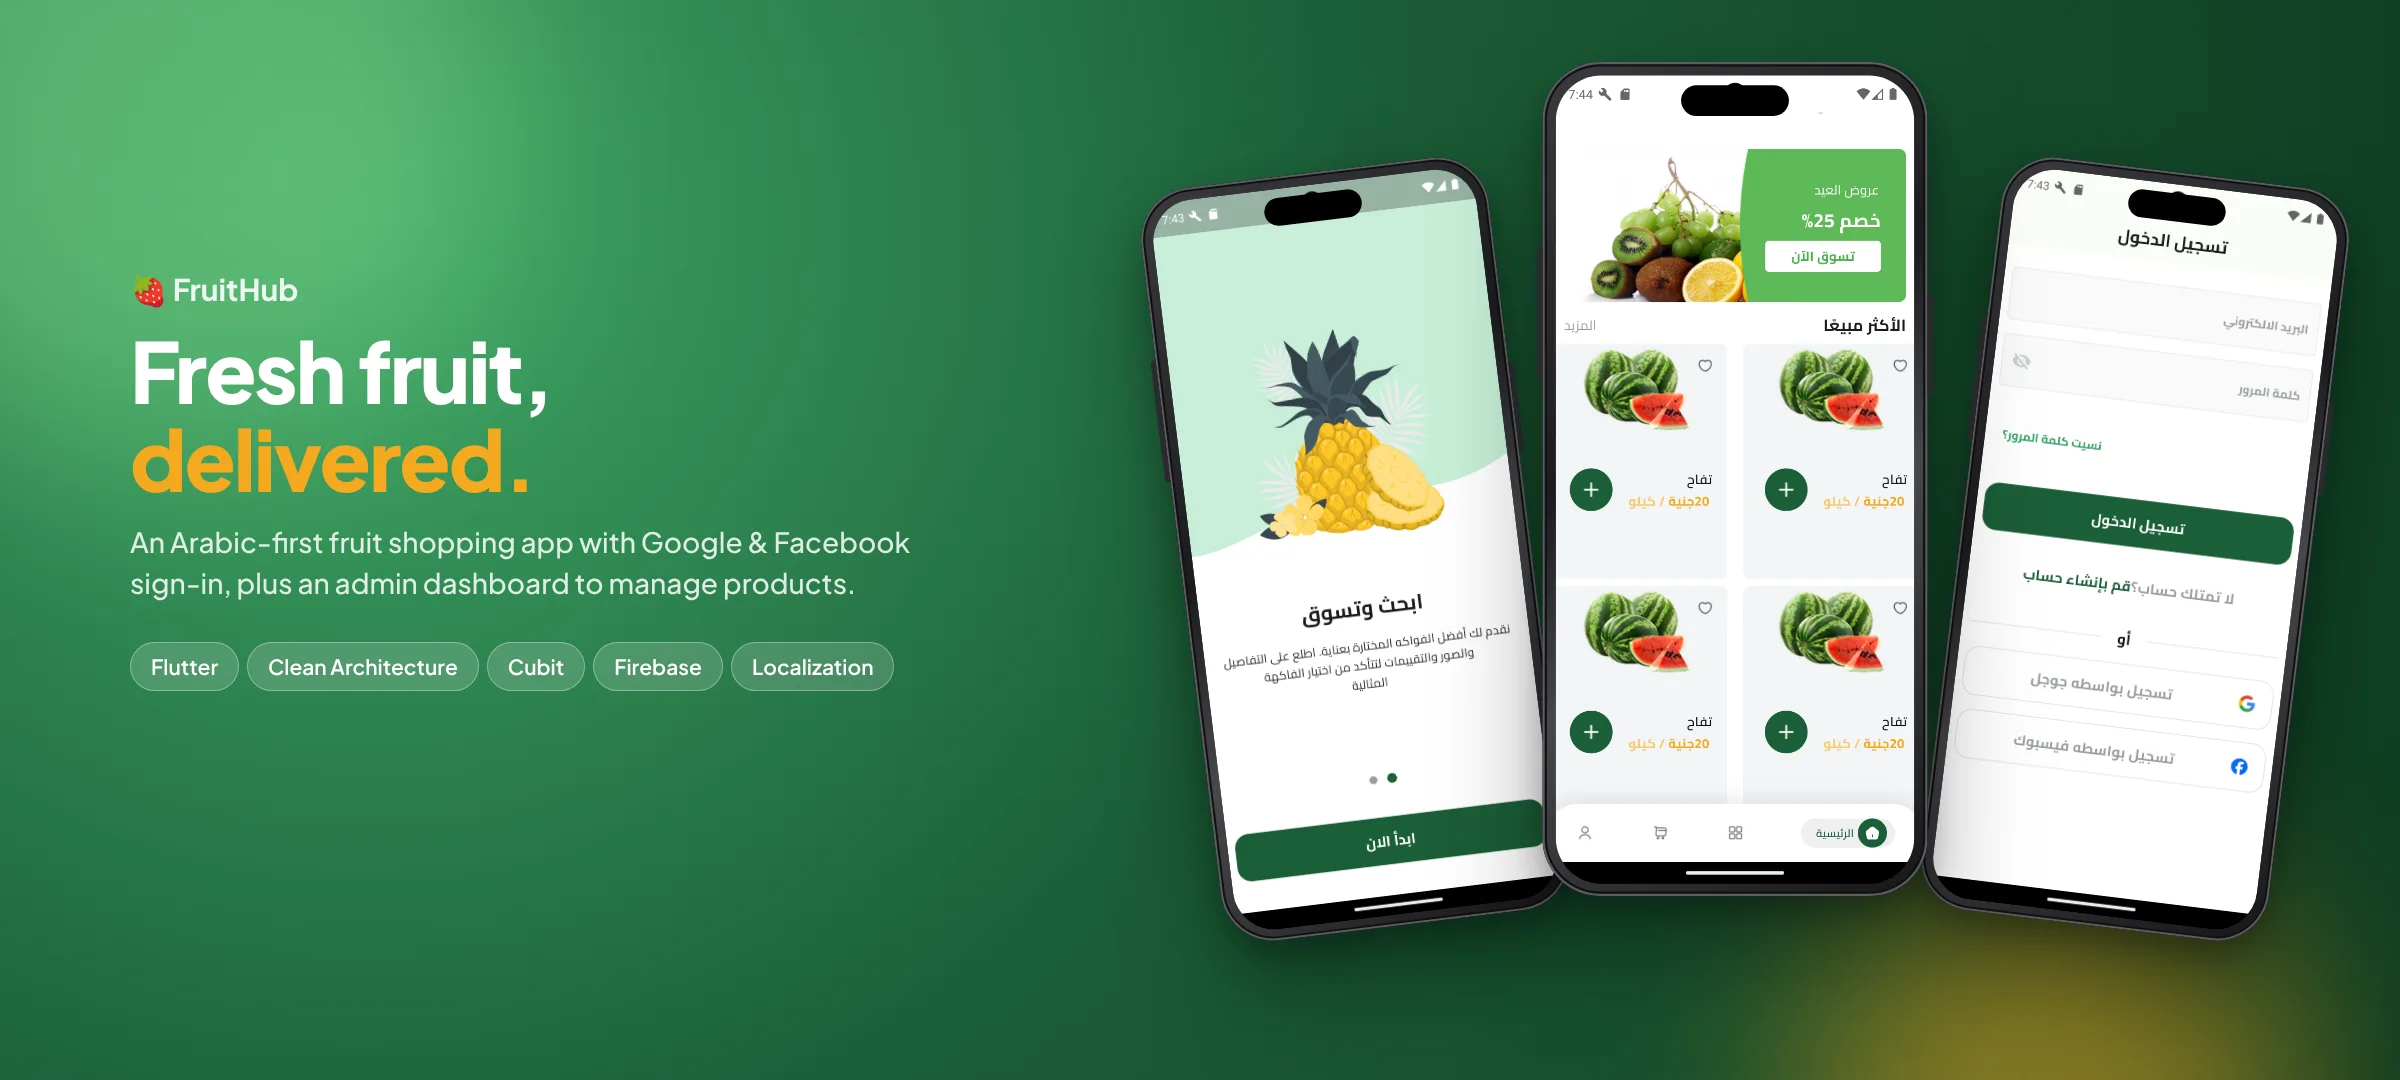 FruitHub
Fresh fruit,
delivered.
An Arabic-first fruit shopping app with Google & Facebook
sign-in, plus an admin dashboard to manage products.
Flutter
Clean Architecture
Cubit
Firebase
Localization
7:43
ابحث وتسوق
نقدم لك أفضل الفواكه المختارة بعناية. اطلع على التفاصيل
والصور والتقييمات لتتأكد من اختيار الفاكهة
المثالية
ابدأ الان
7:44
عروض العيد
خصم 25%
تسوق الآن
الأكثر مبيعًا
المزيد
تفاح
20جنية / كيلو
تفاح
20جنية / كيلو
تفاح
20جنية / كيلو
تفاح
20جنية / كيلو
الرئيسية
7:43
تسجيل الدخول
البريد الالكتروني
كلمة المرور
نسيت كلمة المرور؟
تسجيل الدخول
لا تمتلك حساب؟قم بإنشاء حساب
أو
تسجيل بواسطه جوجل
تسجيل بواسطه فيسبوك